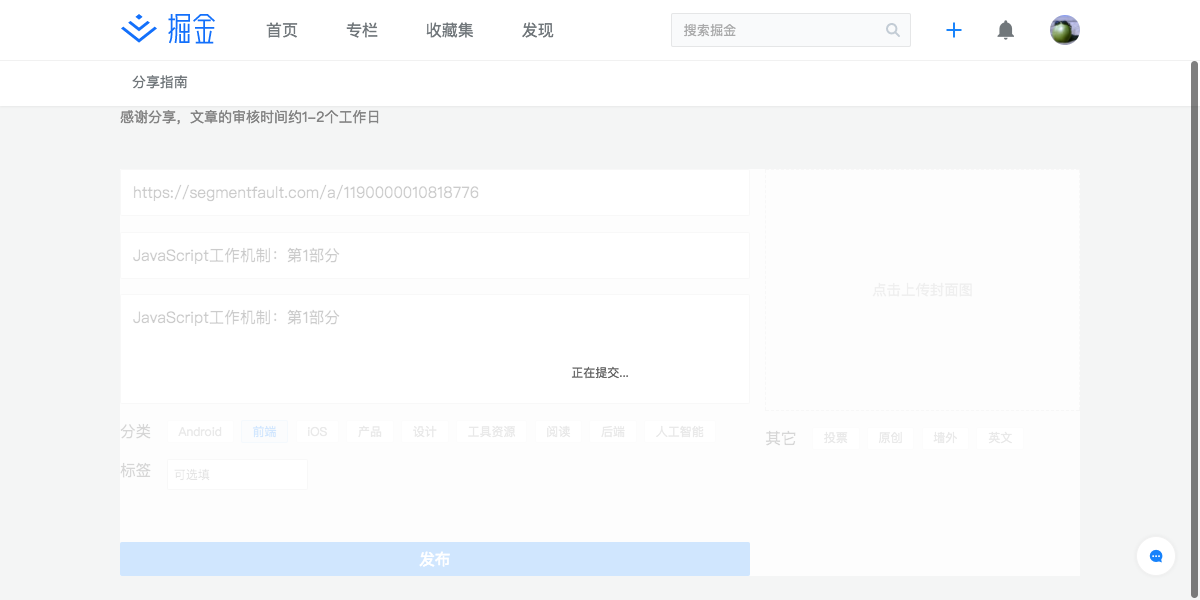 掘金 首页 专栏 收藏集 发现 搜索掘金
分享指南
感谢分享，文章的审核时间约1-2个工作日
https://segmentfault.com/a/1190000010818776
JavaScript工作机制：第1部分
点击上传封面图
JavaScript工作机制：第1部分
正在提交...
分类 Android 前端 iOS 产品 设计 工具资源 阅读 后端 人工智能
其它 投票 原创 墙外 英文
标签 可选填
发布